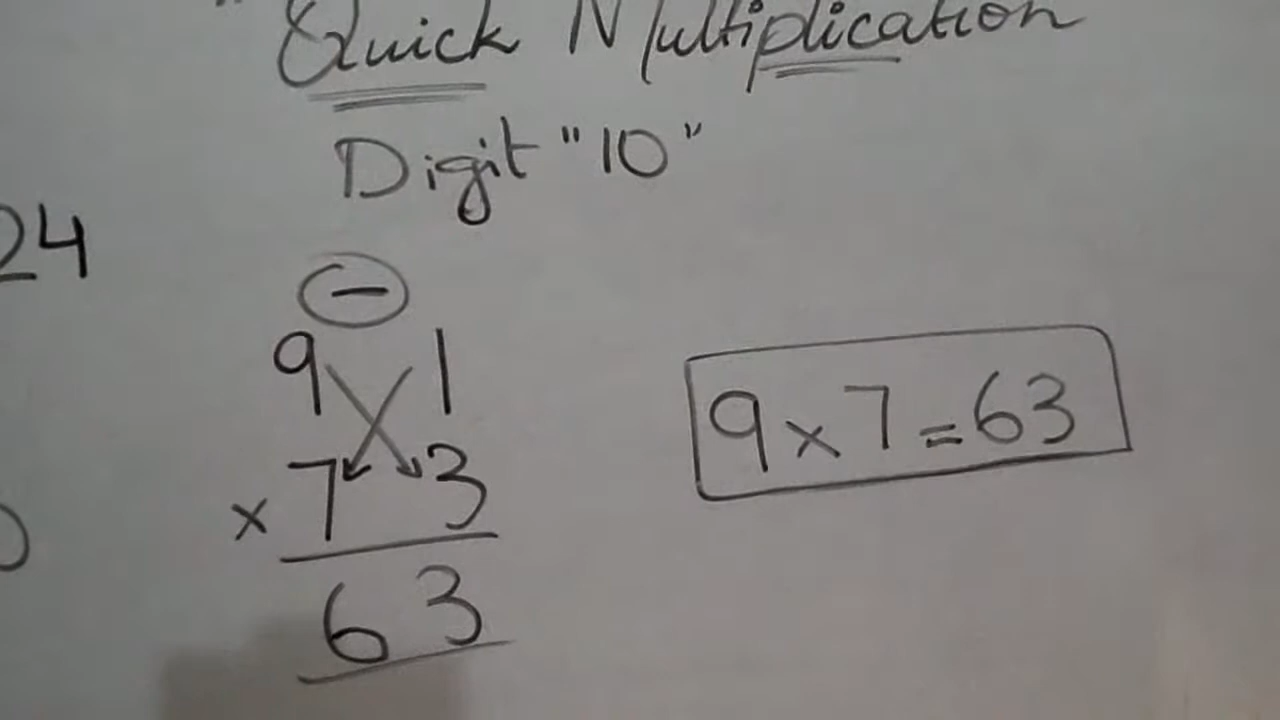 " Quick Multiplication
Digit "10"
24
−
9 1
× 7 3
6 3
9 × 7 = 63